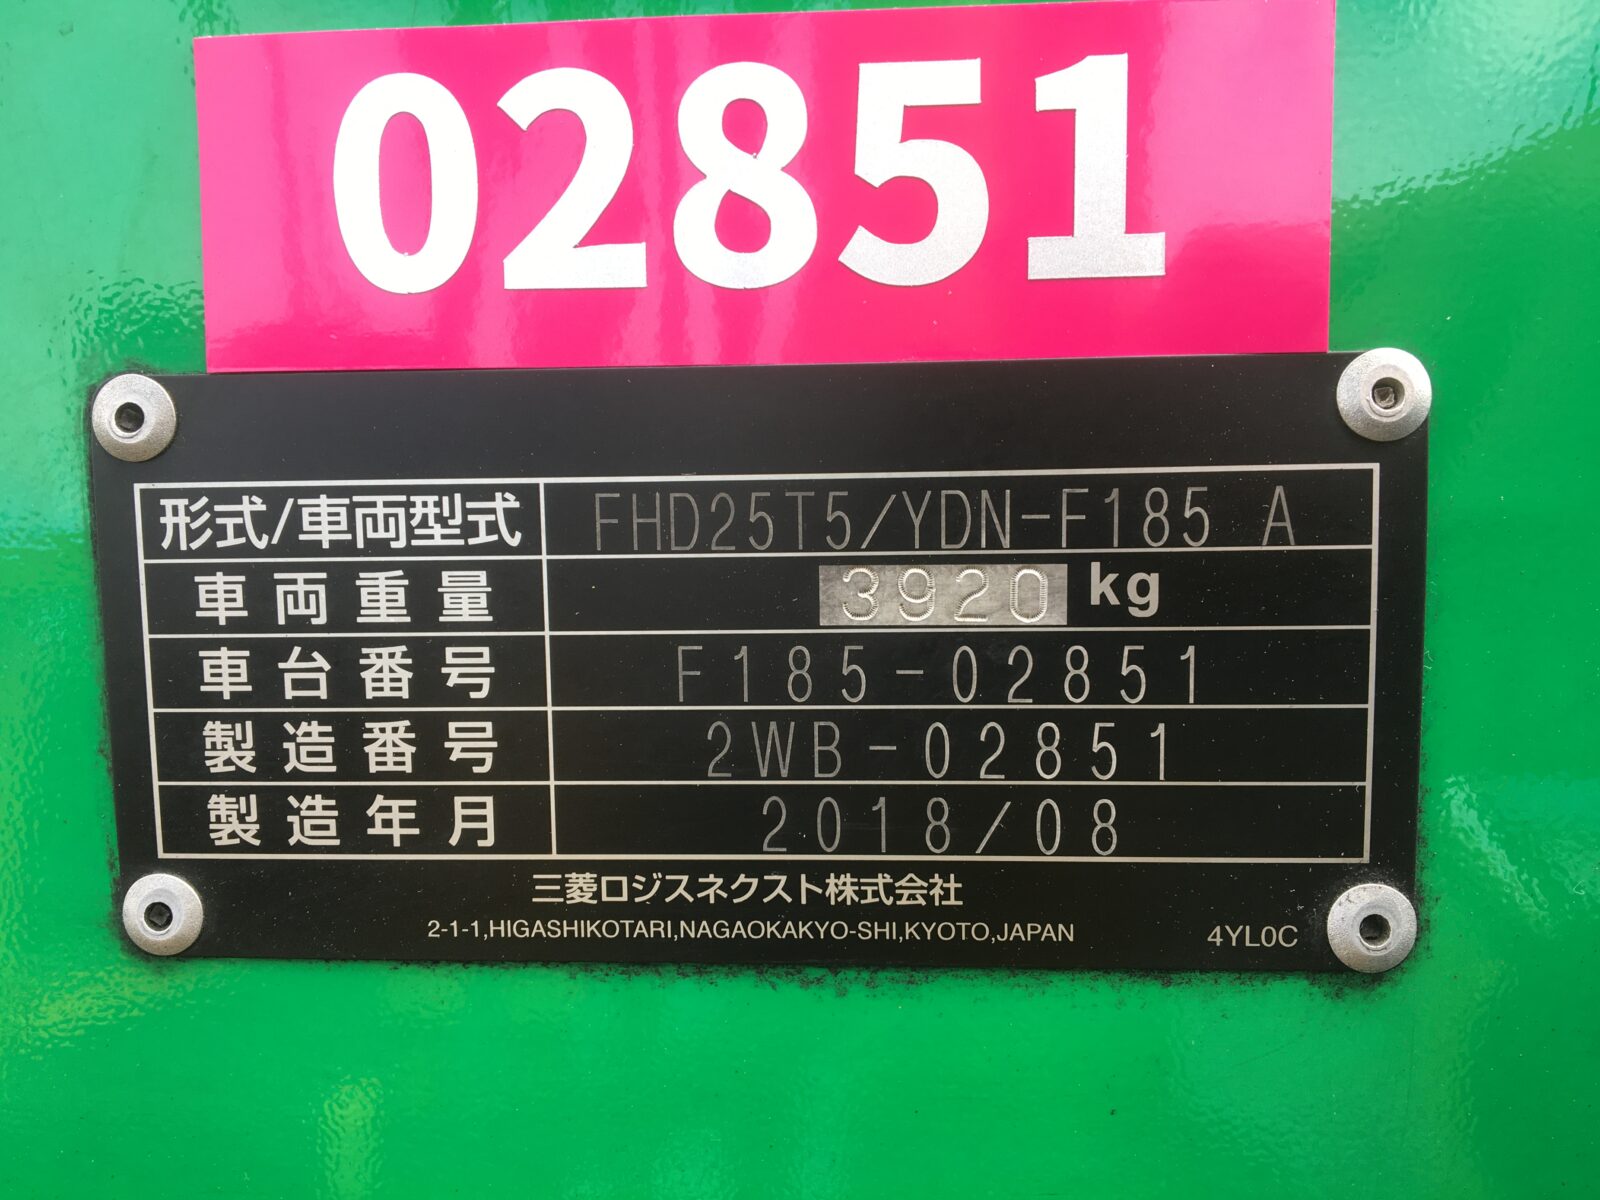 02851
形式/車両型式 FHD25T5/YDN-F185 A
車両重量 3920 kg
車台番号 F185-02851
製造番号 2WB-02851
製造年月 2018/08
三菱ロジスネクスト株式会社
2-1-1,HIGASHIKOTARI,NAGAOKAKYO-SHI,KYOTO,JAPAN 4YL0C